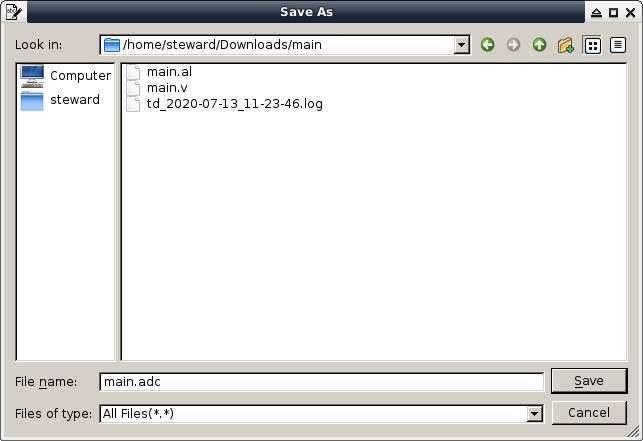 Save As
Look in: /home/steward/Downloads/main
Computer
steward
main.al
main.v
td_2020-07-13_11-23-46.log
File name: main.adc
Save
Files of type: All Files(*.*)
Cancel